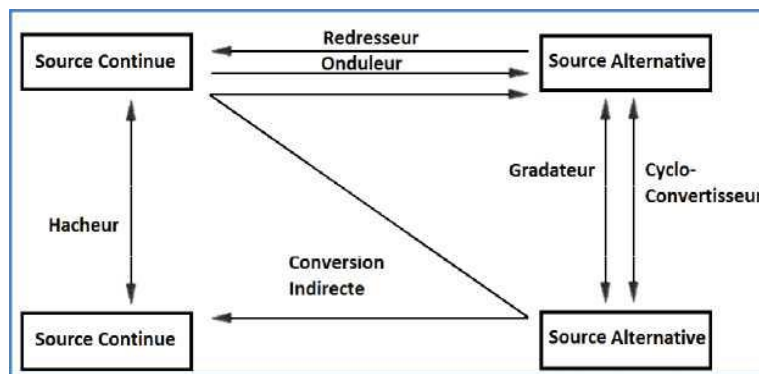 Redresseur
Source Continue
Source Alternative
Onduleur
Gradateur
Cyclo-
Convertisseur
Hacheur
Conversion
Indirecte
Source Continue
Source Alternative